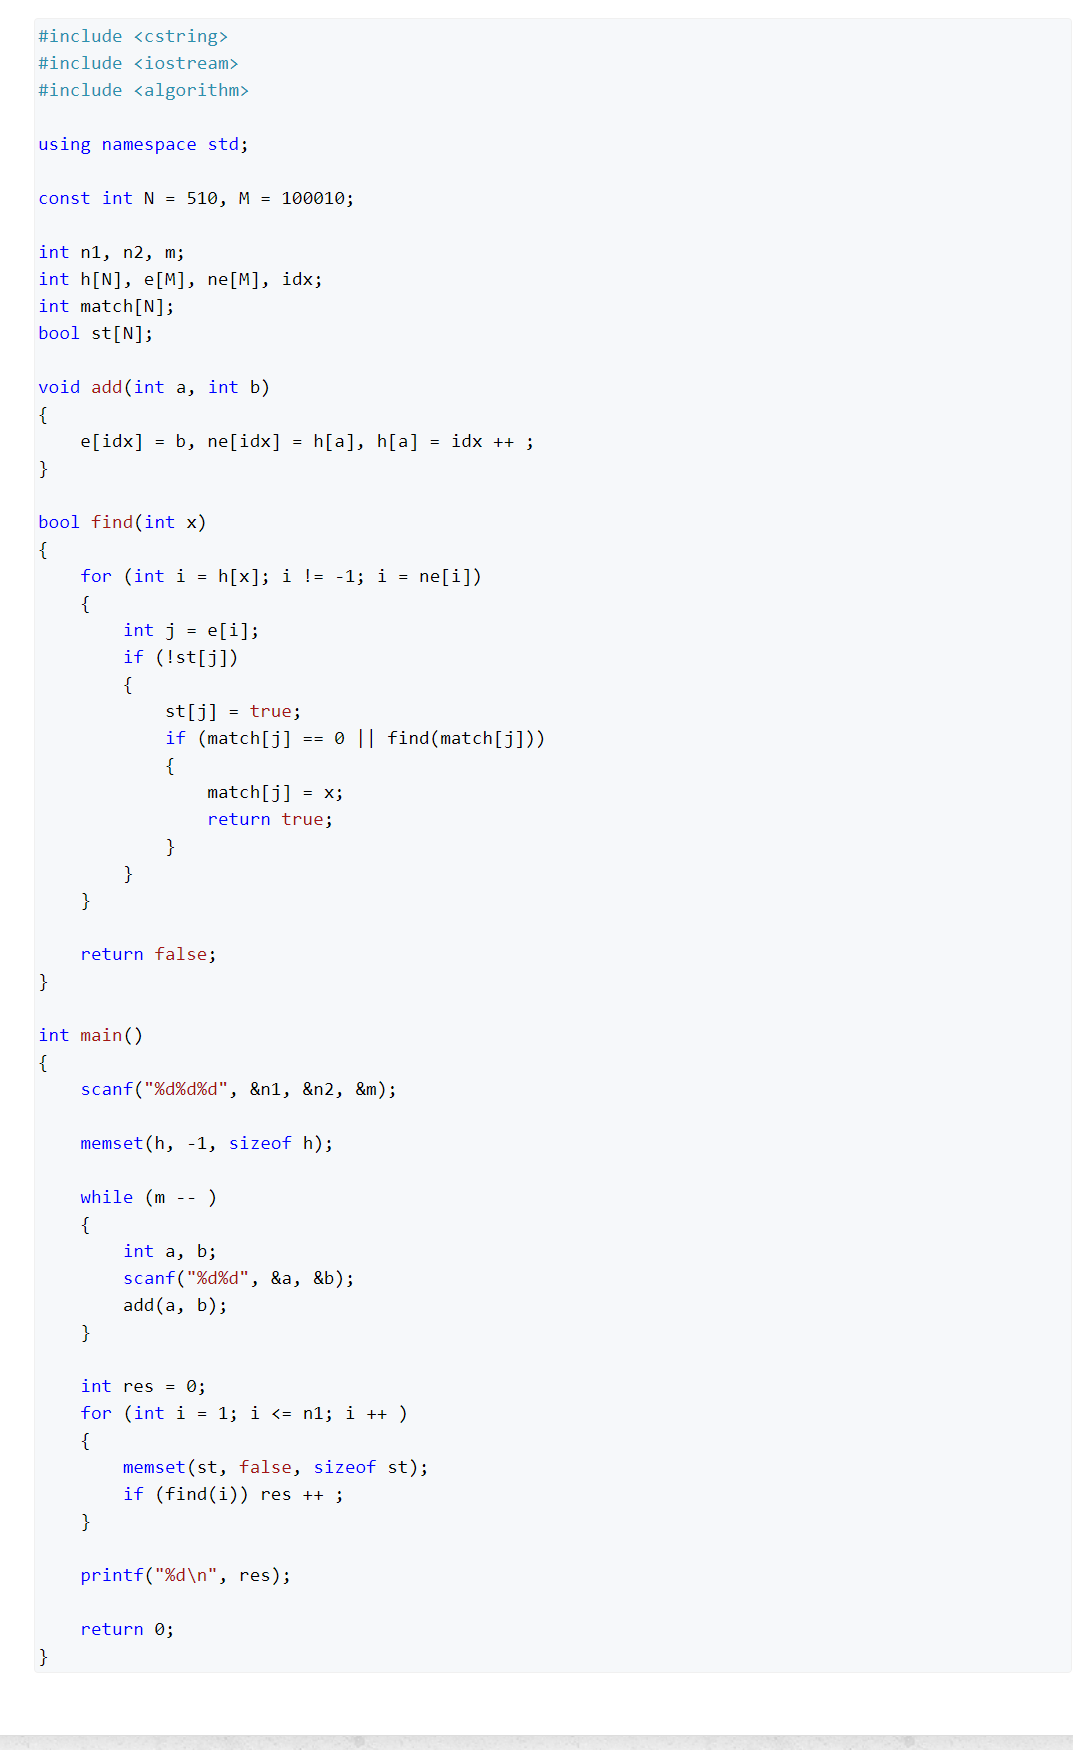 #include <cstring>
#include <iostream>
#include <algorithm>

using namespace std;

const int N = 510, M = 100010;

int n1, n2, m;
int h[N], e[M], ne[M], idx;
int match[N];
bool st[N];

void add(int a, int b)
{
    e[idx] = b, ne[idx] = h[a], h[a] = idx ++ ;
}

bool find(int x)
{
    for (int i = h[x]; i != -1; i = ne[i])
    {
        int j = e[i];
        if (!st[j])
        {
            st[j] = true;
            if (match[j] == 0 || find(match[j]))
            {
                match[j] = x;
                return true;
            }
        }
    }

    return false;
}

int main()
{
    scanf("%d%d%d", &n1, &n2, &m);

    memset(h, -1, sizeof h);

    while (m -- )
    {
        int a, b;
        scanf("%d%d", &a, &b);
        add(a, b);
    }

    int res = 0;
    for (int i = 1; i <= n1; i ++ )
    {
        memset(st, false, sizeof st);
        if (find(i)) res ++ ;
    }

    printf("%d\n", res);

    return 0;
}